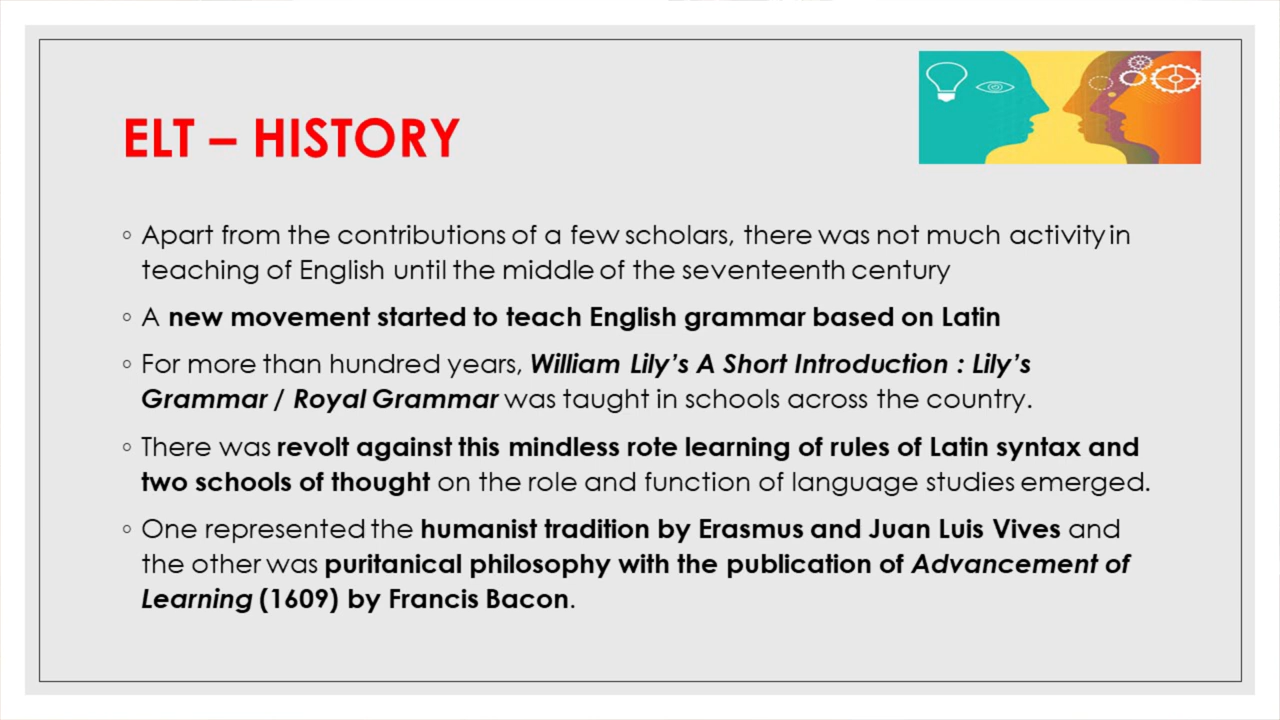 ELT – HISTORY
◦ Apart from the contributions of a few scholars, there was not much activity in
teaching of English until the middle of the seventeenth century
◦ A new movement started to teach English grammar based on Latin
◦ For more than hundred years, William Lily's A Short Introduction : Lily's
Grammar / Royal Grammar was taught in schools across the country.
◦ There was revolt against this mindless rote learning of rules of Latin syntax and
two schools of thought on the role and function of language studies emerged.
◦ One represented the humanist tradition by Erasmus and Juan Luis Vives and
the other was puritanical philosophy with the publication of Advancement of
Learning (1609) by Francis Bacon.